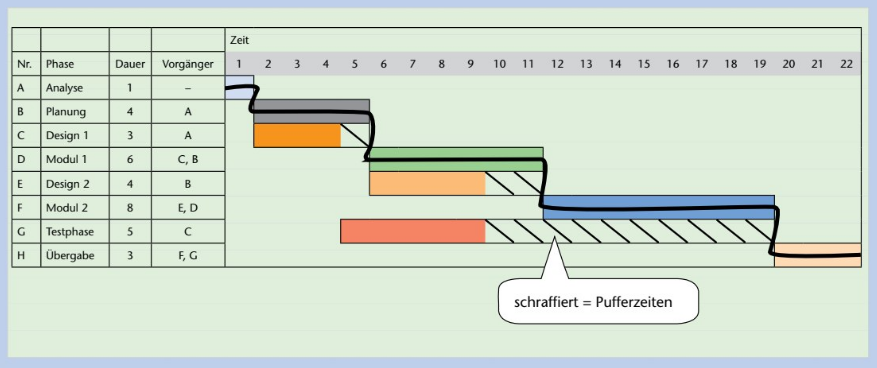 Zeit
Nr. Phase Dauer Vorgänger 1 2 3 4 5 6 7 8 9 10 11 12 13 14 15 16 17 18 19 20 21 22
A Analyse 1 –
B Planung 4 A
C Design 1 3 A
D Modul 1 6 C, B
E Design 2 4 B
F Modul 2 8 E, D
G Testphase 5 C
H Übergabe 3 F, G
schraffiert = Pufferzeiten